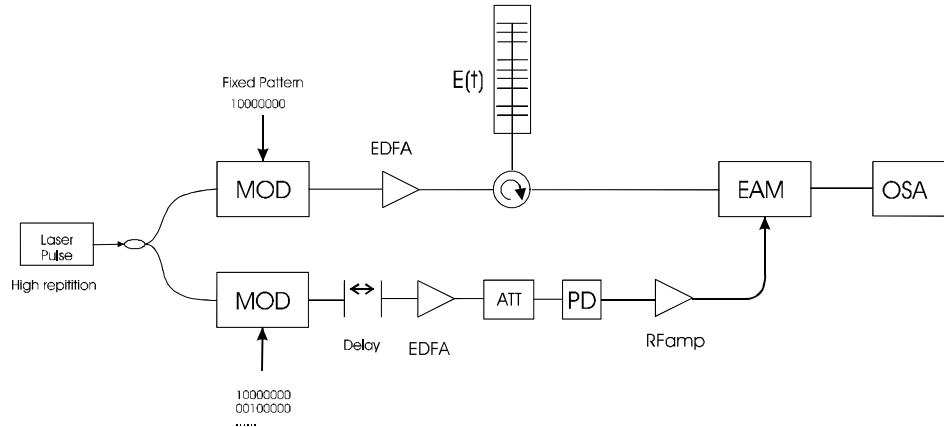 Fixed Pattern
10000000
E(t)
EDFA
MOD
EAM
OSA
Laser
Pulse
High repitition
MOD
Delay
EDFA
ATT
PD
RFamp
10000000
00100000
......